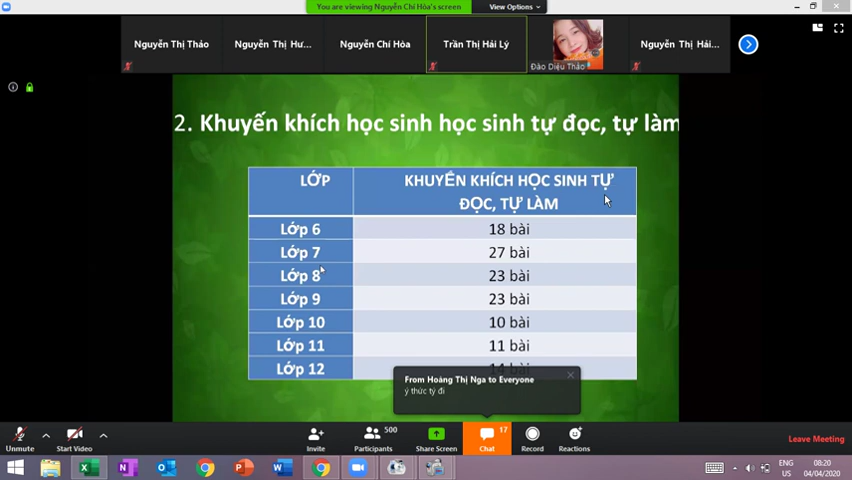 You are viewing Nguyễn Chí Hòa's screen
View Options
Nguyễn Thị Thảo
Nguyễn Thị Hư...
Nguyễn Chí Hòa
Trần Thị Hải Lý
Đào Diệu Thảo
Nguyễn Thị Hải...
2. Khuyến khích học sinh học sinh tự đọc, tự làm
LỚP
KHUYẾN KHÍCH HỌC SINH TỰ
ĐỌC, TỰ LÀM
Lớp 6 18 bài
Lớp 7 27 bài
Lớp 8 23 bài
Lớp 9 23 bài
Lớp 10 10 bài
Lớp 11 11 bài
Lớp 12 14 bài
From Hoàng Thị Nga to Everyone
ý thức tý đi
Unmute
Start Video
Invite
500
Participants
Share Screen
17
Chat
Record
Reactions
Leave Meeting
ENG
US
08:20
04/04/2020